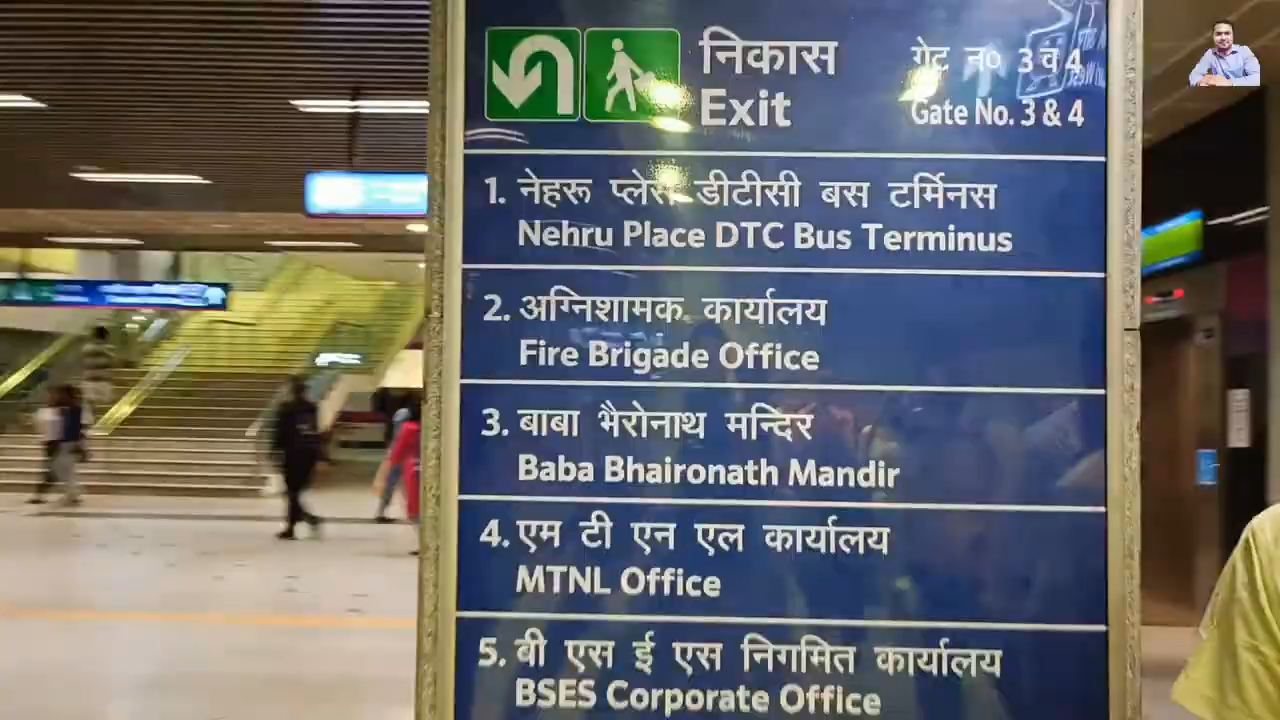 निकास
Exit
गेट न० 3 व 4
Gate No. 3 & 4
1. नेहरू प्लेस डीटीसी बस टर्मिनस
Nehru Place DTC Bus Terminus
2. अग्निशामक कार्यालय
Fire Brigade Office
3. बाबा भैरोनाथ मन्दिर
Baba Bhaironath Mandir
4. एम टी एन एल कार्यालय
MTNL Office
5. बी एस ई एस निगमित कार्यालय
BSES Corporate Office